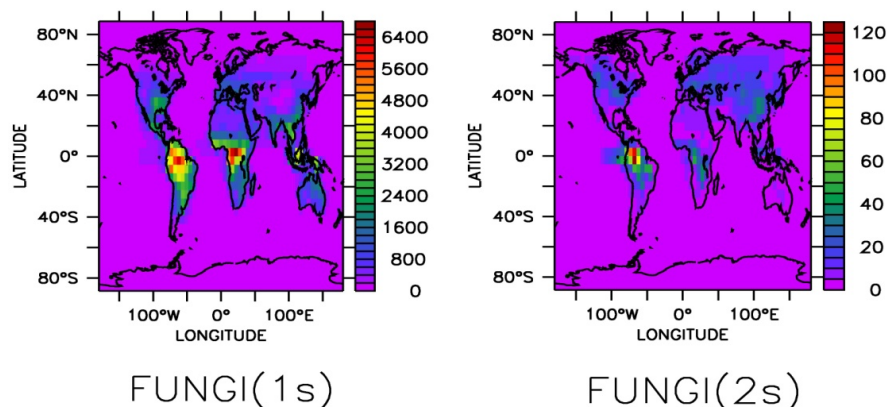 80°N
40°N
0°
40°S
80°S
LATITUDE
100°W 0° 100°E
LONGITUDE
6400
5600
4800
4000
3200
2400
1600
800
0
FUNGI(1s)
80°N
40°N
0°
40°S
80°S
LATITUDE
100°W 0° 100°E
LONGITUDE
120
100
80
60
40
20
0
FUNGI(2s)